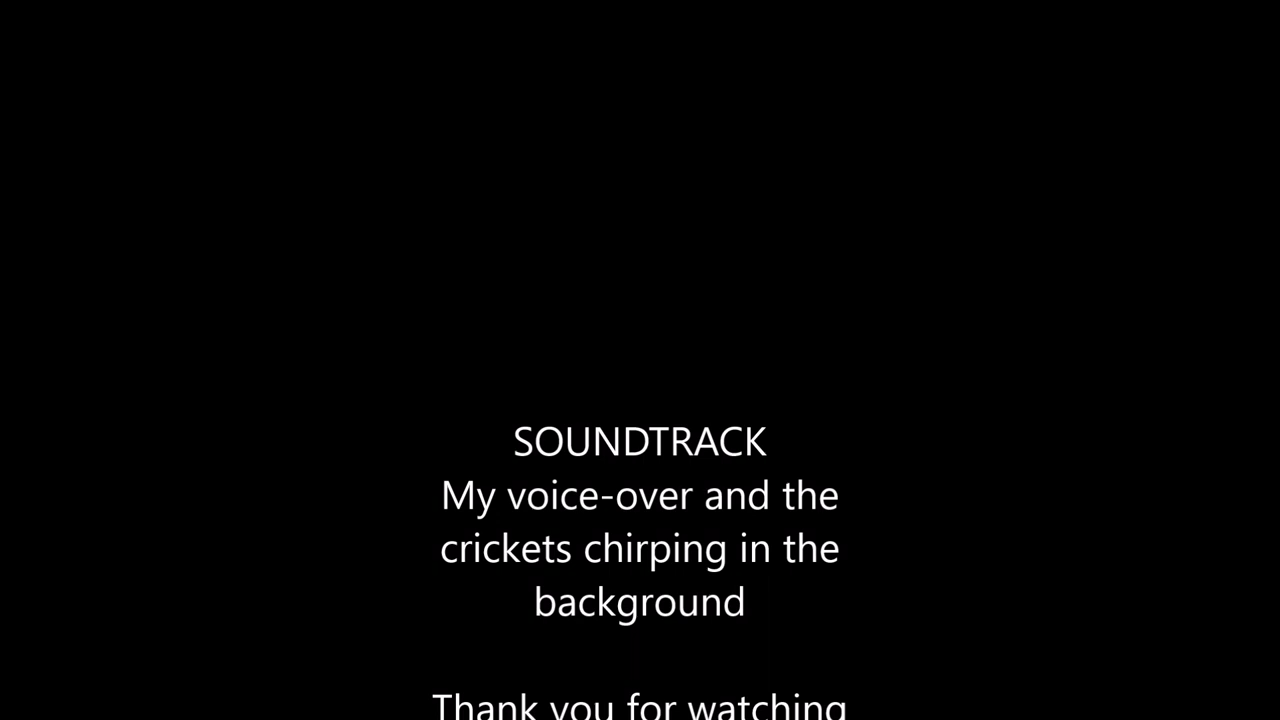 SOUNDTRACK
My voice-over and the
crickets chirping in the
background
Thank you for watching